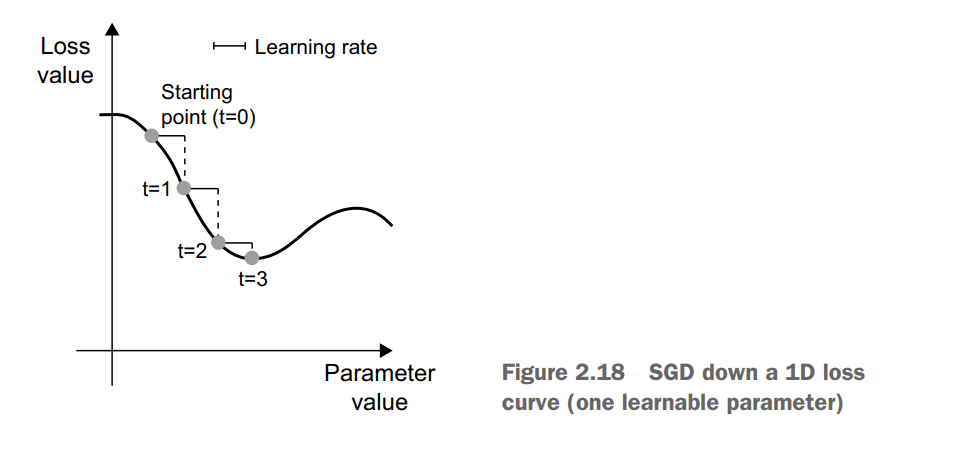 Loss
value
Learning rate
Starting
point (t=0)
t=1
t=2
t=3
Parameter
value
Figure 2.18 SGD down a 1D loss
curve (one learnable parameter)